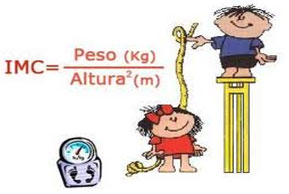 IMC= Peso (Kg)
Altura²(m)